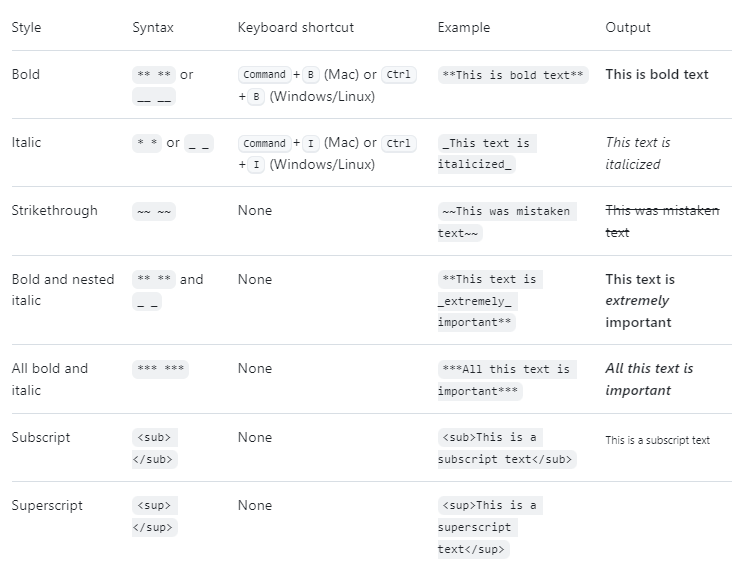 Style Syntax Keyboard shortcut Example Output
Bold ** ** or Command + B (Mac) or Ctrl **This is bold text** This is bold text
__ __ + B (Windows/Linux)
Italic * * or _ _ Command + I (Mac) or Ctrl _This text is This text is
+ I (Windows/Linux) italicized_ italicized
Strikethrough ~~ ~~ None ~~This was mistaken This was mistaken
text~~ text
Bold and nested ** ** and None **This text is This text is
italic _ _ _extremely_ extremely
important** important
All bold and *** *** None ***All this text is All this text is
italic important*** important
Subscript <sub> None <sub>This is a This is a subscript text
</sub> subscript text</sub>
Superscript <sup> None <sup>This is a
</sup> superscript
text</sup>